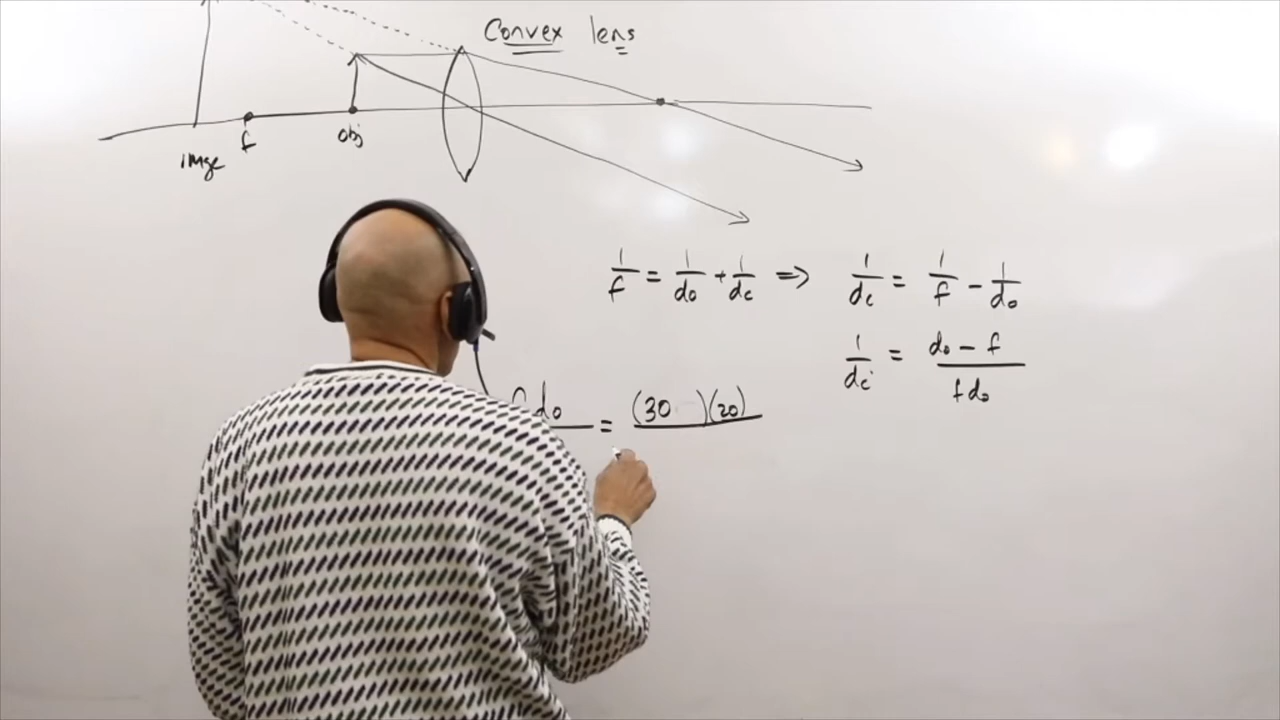 Convex lens
f
obj
image
1/f = 1/do + 1/di => 1/di = 1/f - 1/do
1/di = do - f / f do
f do = (30 )(20)